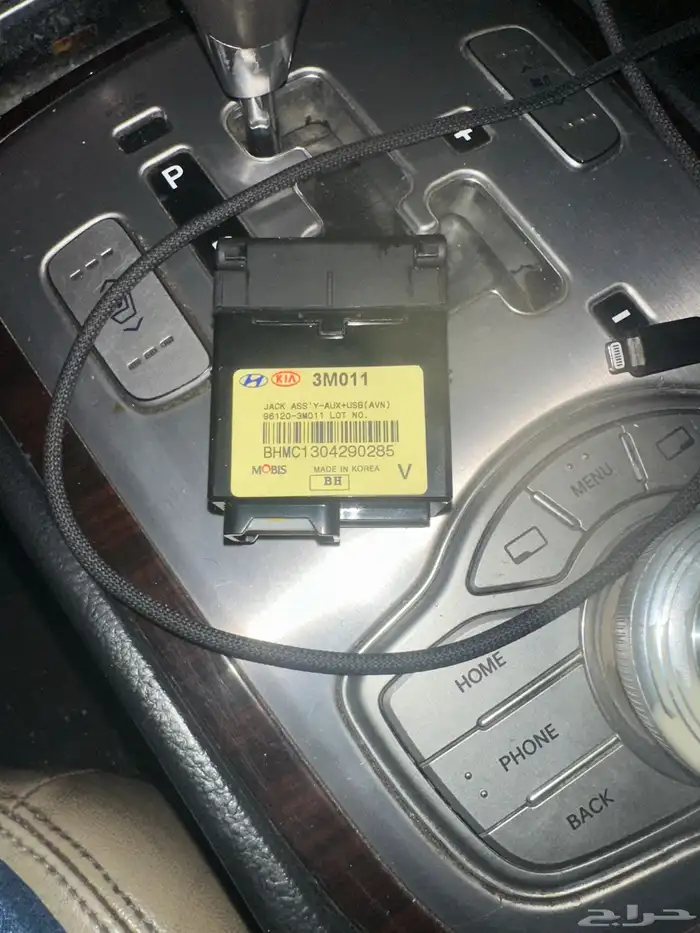 P
+
-
KIA 3M011
JACK ASS'Y-AUX+USB(AVN)
96120-3M011 LOT NO.
BHMC1304290285
MOBIS MADE IN KOREA V
BH
MENU
HOME
PHONE
BACK
حراج